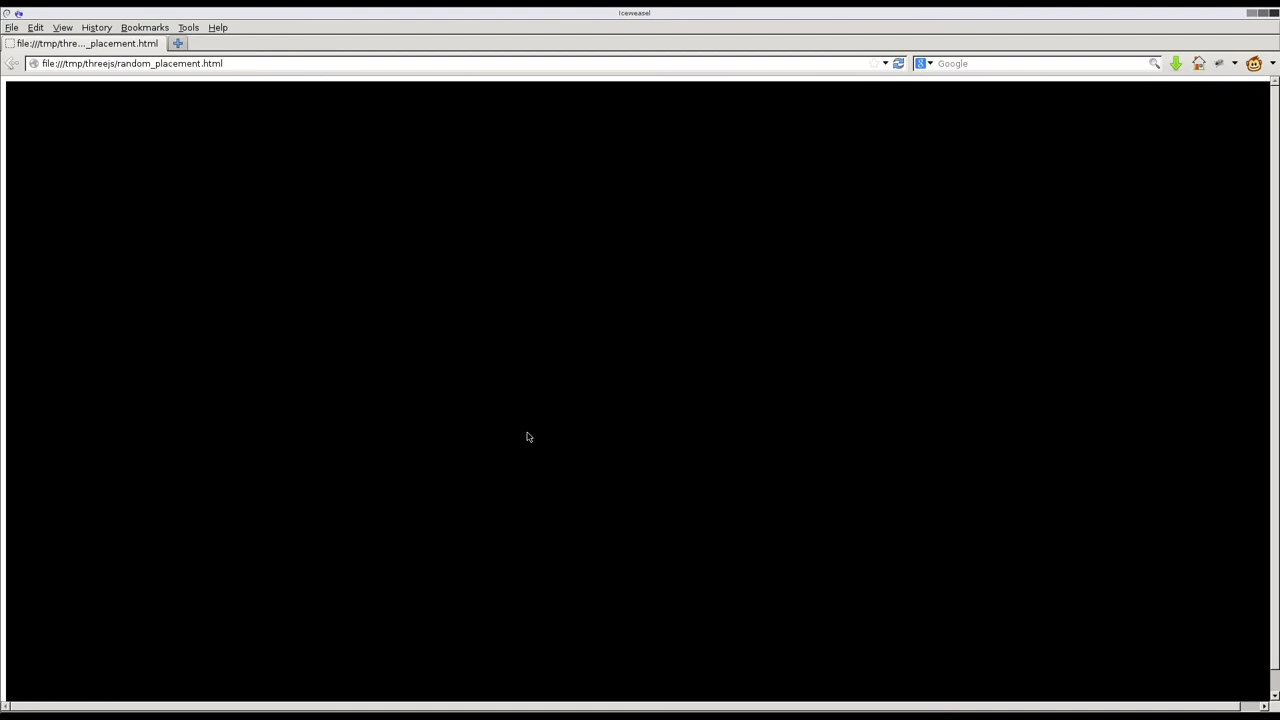 Iceweasel
File Edit View History Bookmarks Tools Help
file:///tmp/thre..._placement.html
file:///tmp/threejs/random_placement.html
Google